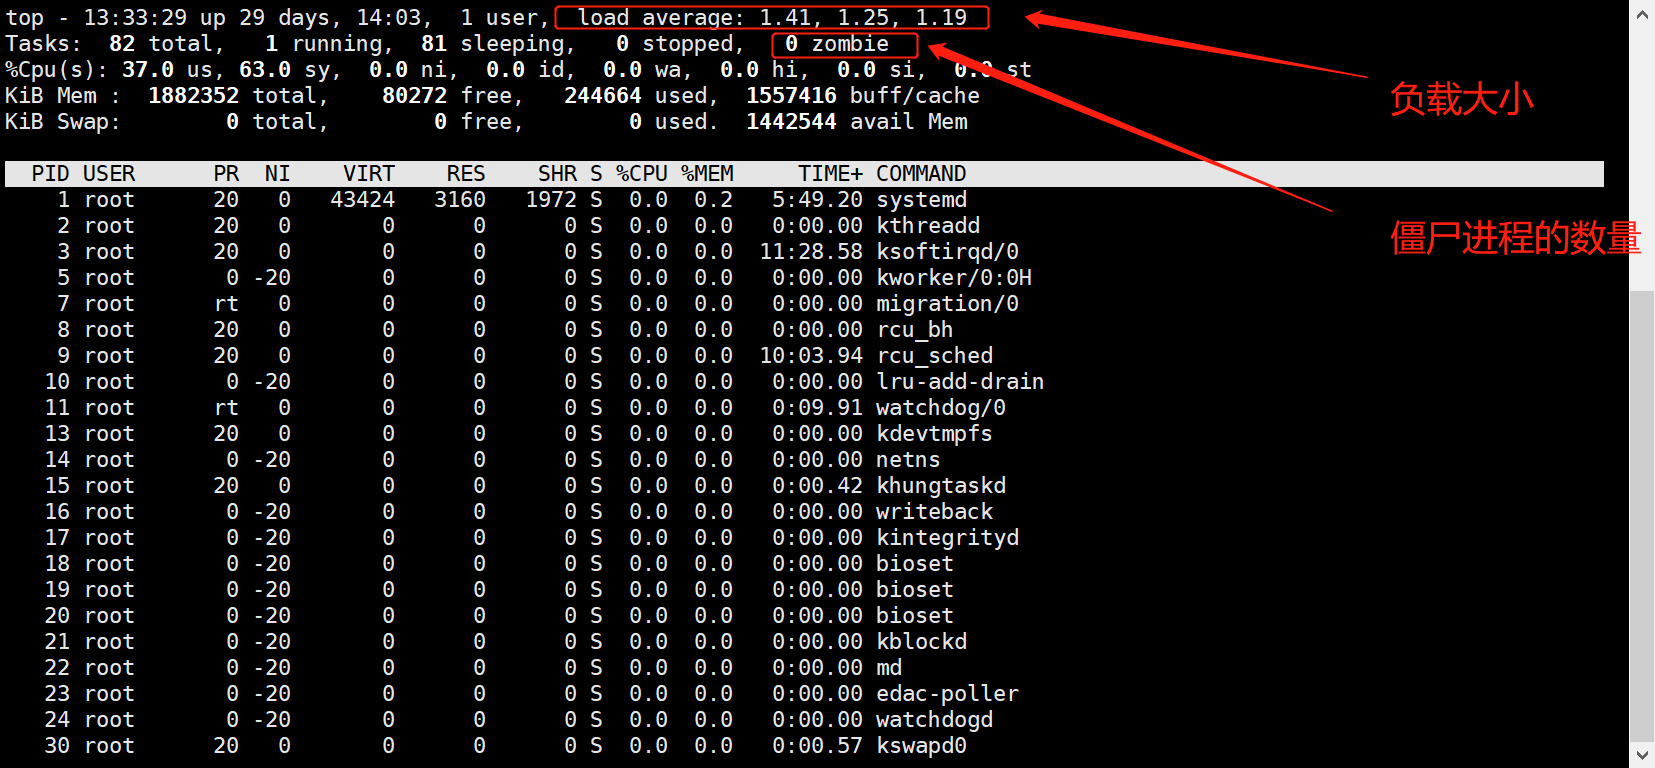 top - 13:33:29 up 29 days, 14:03,  1 user,  load average: 1.41, 1.25, 1.19
Tasks:  82 total,   1 running,  81 sleeping,   0 stopped,   0 zombie
%Cpu(s): 37.0 us, 63.0 sy,  0.0 ni,  0.0 id,  0.0 wa,  0.0 hi,  0.0 si,  0.0 st
负载大小
KiB Mem :  1882352 total,    80272 free,   244664 used,  1557416 buff/cache
KiB Swap:        0 total,        0 free,        0 used.  1442544 avail Mem
  PID USER      PR  NI    VIRT    RES    SHR S %CPU %MEM     TIME+ COMMAND
    1 root      20   0   43424   3160   1972 S  0.0  0.2   5:49.20 systemd
    2 root      20   0       0      0      0 S  0.0  0.0   0:00.00 kthreadd
僵尸进程的数量
    3 root      20   0       0      0      0 S  0.0  0.0  11:28.58 ksoftirqd/0
    5 root       0 -20       0      0      0 S  0.0  0.0   0:00.00 kworker/0:0H
    7 root      rt   0       0      0      0 S  0.0  0.0   0:00.00 migration/0
    8 root      20   0       0      0      0 S  0.0  0.0   0:00.00 rcu_bh
    9 root      20   0       0      0      0 S  0.0  0.0  10:03.94 rcu_sched
   10 root       0 -20       0      0      0 S  0.0  0.0   0:00.00 lru-add-drain
   11 root      rt   0       0      0      0 S  0.0  0.0   0:09.91 watchdog/0
   13 root      20   0       0      0      0 S  0.0  0.0   0:00.00 kdevtmpfs
   14 root       0 -20       0      0      0 S  0.0  0.0   0:00.00 netns
   15 root      20   0       0      0      0 S  0.0  0.0   0:00.42 khungtaskd
   16 root       0 -20       0      0      0 S  0.0  0.0   0:00.00 writeback
   17 root       0 -20       0      0      0 S  0.0  0.0   0:00.00 kintegrityd
   18 root       0 -20       0      0      0 S  0.0  0.0   0:00.00 bioset
   19 root       0 -20       0      0      0 S  0.0  0.0   0:00.00 bioset
   20 root       0 -20       0      0      0 S  0.0  0.0   0:00.00 bioset
   21 root       0 -20       0      0      0 S  0.0  0.0   0:00.00 kblockd
   22 root       0 -20       0      0      0 S  0.0  0.0   0:00.00 md
   23 root       0 -20       0      0      0 S  0.0  0.0   0:00.00 edac-poller
   24 root       0 -20       0      0      0 S  0.0  0.0   0:00.00 watchdogd
   30 root      20   0       0      0      0 S  0.0  0.0   0:00.57 kswapd0